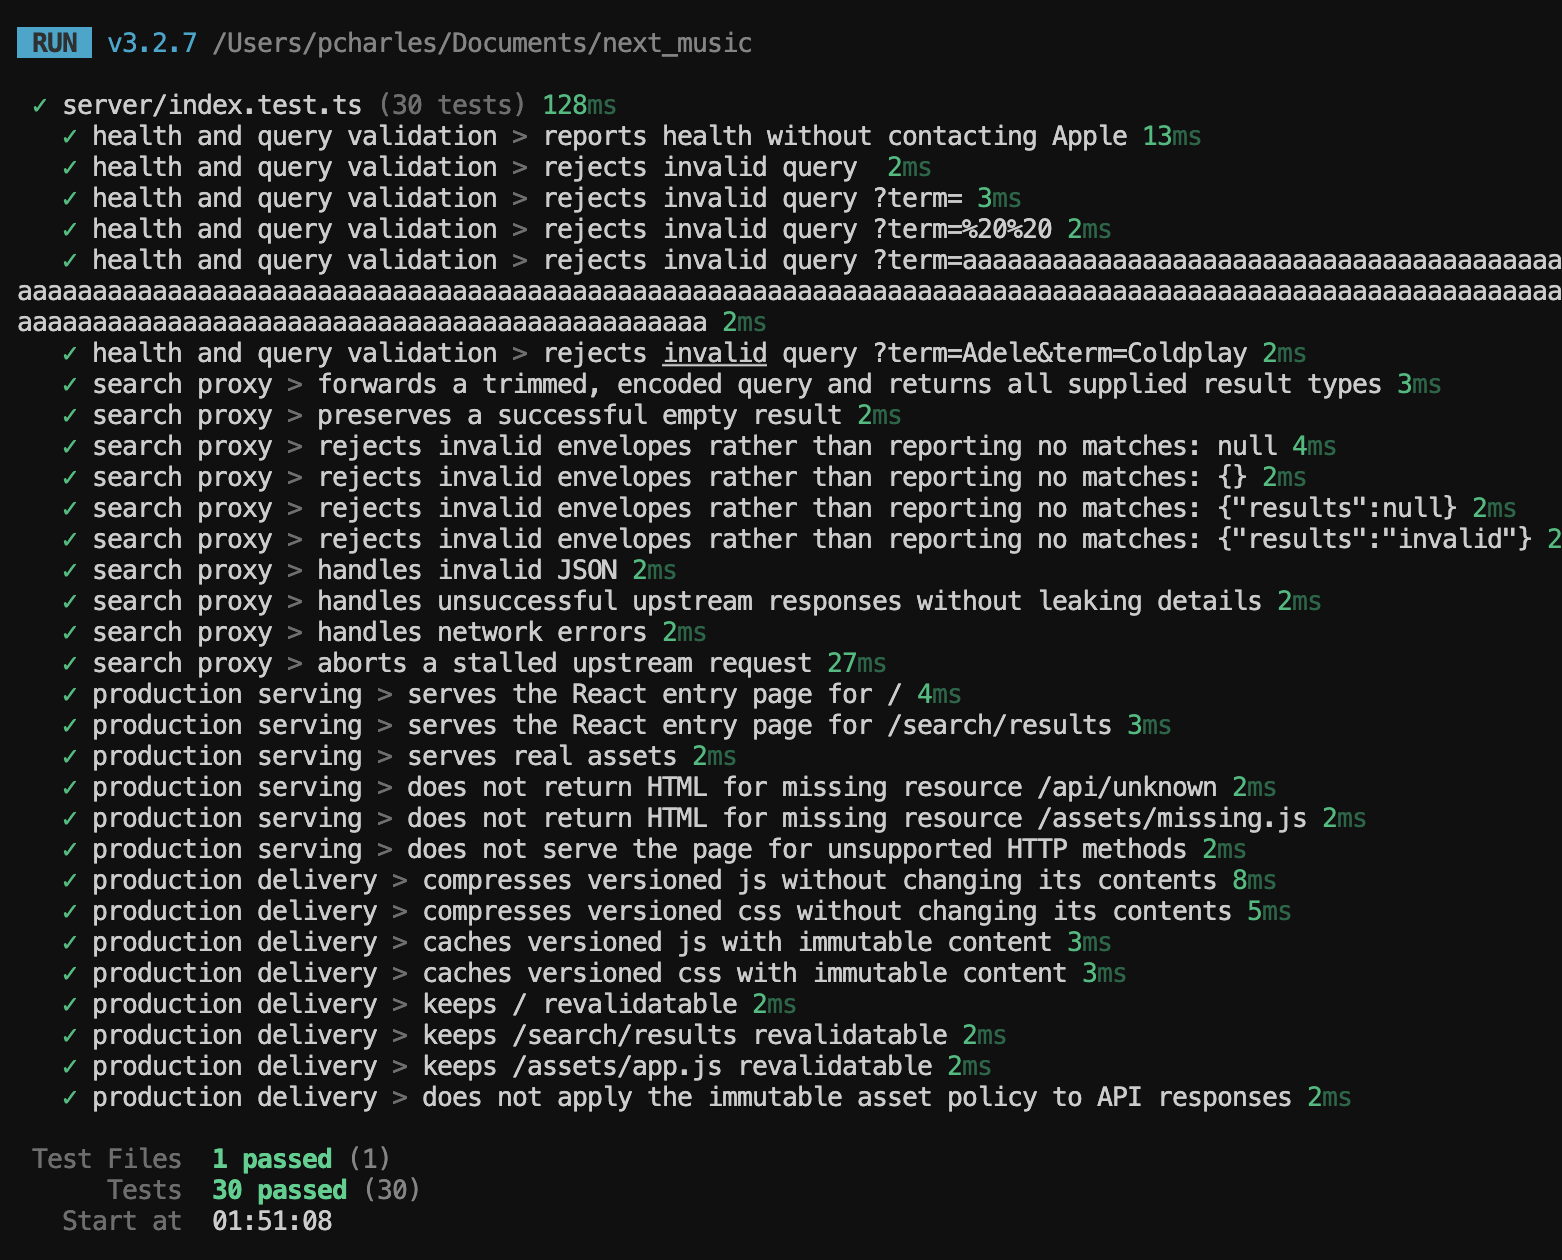 RUN v3.2.7 /Users/pcharles/Documents/next_music
✓ server/index.test.ts (30 tests) 128ms
✓ health and query validation > reports health without contacting Apple 13ms
✓ health and query validation > rejects invalid query  2ms
✓ health and query validation > rejects invalid query ?term= 3ms
✓ health and query validation > rejects invalid query ?term=%20%20 2ms
✓ health and query validation > rejects invalid query ?term=aaaaaaaaaaaaaaaaaaaaaaaaaaaaaaaaaaaaaaaa
aaaaaaaaaaaaaaaaaaaaaaaaaaaaaaaaaaaaaaaaaaaaaaaaaaaaaaaaaaaaaaaaaaaaaaaaaaaaaaaaaaaaaaaaaaaaaaaaaaaaaaa
aaaaaaaaaaaaaaaaaaaaaaaaaaaaaaaaaaaaaaaaaaaaaa 2ms
✓ health and query validation > rejects invalid query ?term=Adele&term=Coldplay 2ms
✓ search proxy > forwards a trimmed, encoded query and returns all supplied result types 3ms
✓ search proxy > preserves a successful empty result 2ms
✓ search proxy > rejects invalid envelopes rather than reporting no matches: null 4ms
✓ search proxy > rejects invalid envelopes rather than reporting no matches: {} 2ms
✓ search proxy > rejects invalid envelopes rather than reporting no matches: {"results":null} 2ms
✓ search proxy > rejects invalid envelopes rather than reporting no matches: {"results":"invalid"} 2
✓ search proxy > handles invalid JSON 2ms
✓ search proxy > handles unsuccessful upstream responses without leaking details 2ms
✓ search proxy > handles network errors 2ms
✓ search proxy > aborts a stalled upstream request 27ms
✓ production serving > serves the React entry page for / 4ms
✓ production serving > serves the React entry page for /search/results 3ms
✓ production serving > serves real assets 2ms
✓ production serving > does not return HTML for missing resource /api/unknown 2ms
✓ production serving > does not return HTML for missing resource /assets/missing.js 2ms
✓ production serving > does not serve the page for unsupported HTTP methods 2ms
✓ production delivery > compresses versioned js without changing its contents 8ms
✓ production delivery > compresses versioned css without changing its contents 5ms
✓ production delivery > caches versioned js with immutable content 3ms
✓ production delivery > caches versioned css with immutable content 3ms
✓ production delivery > keeps / revalidatable 2ms
✓ production delivery > keeps /search/results revalidatable 2ms
✓ production delivery > keeps /assets/app.js revalidatable 2ms
✓ production delivery > does not apply the immutable asset policy to API responses 2ms
Test Files 1 passed (1)
Tests 30 passed (30)
Start at 01:51:08